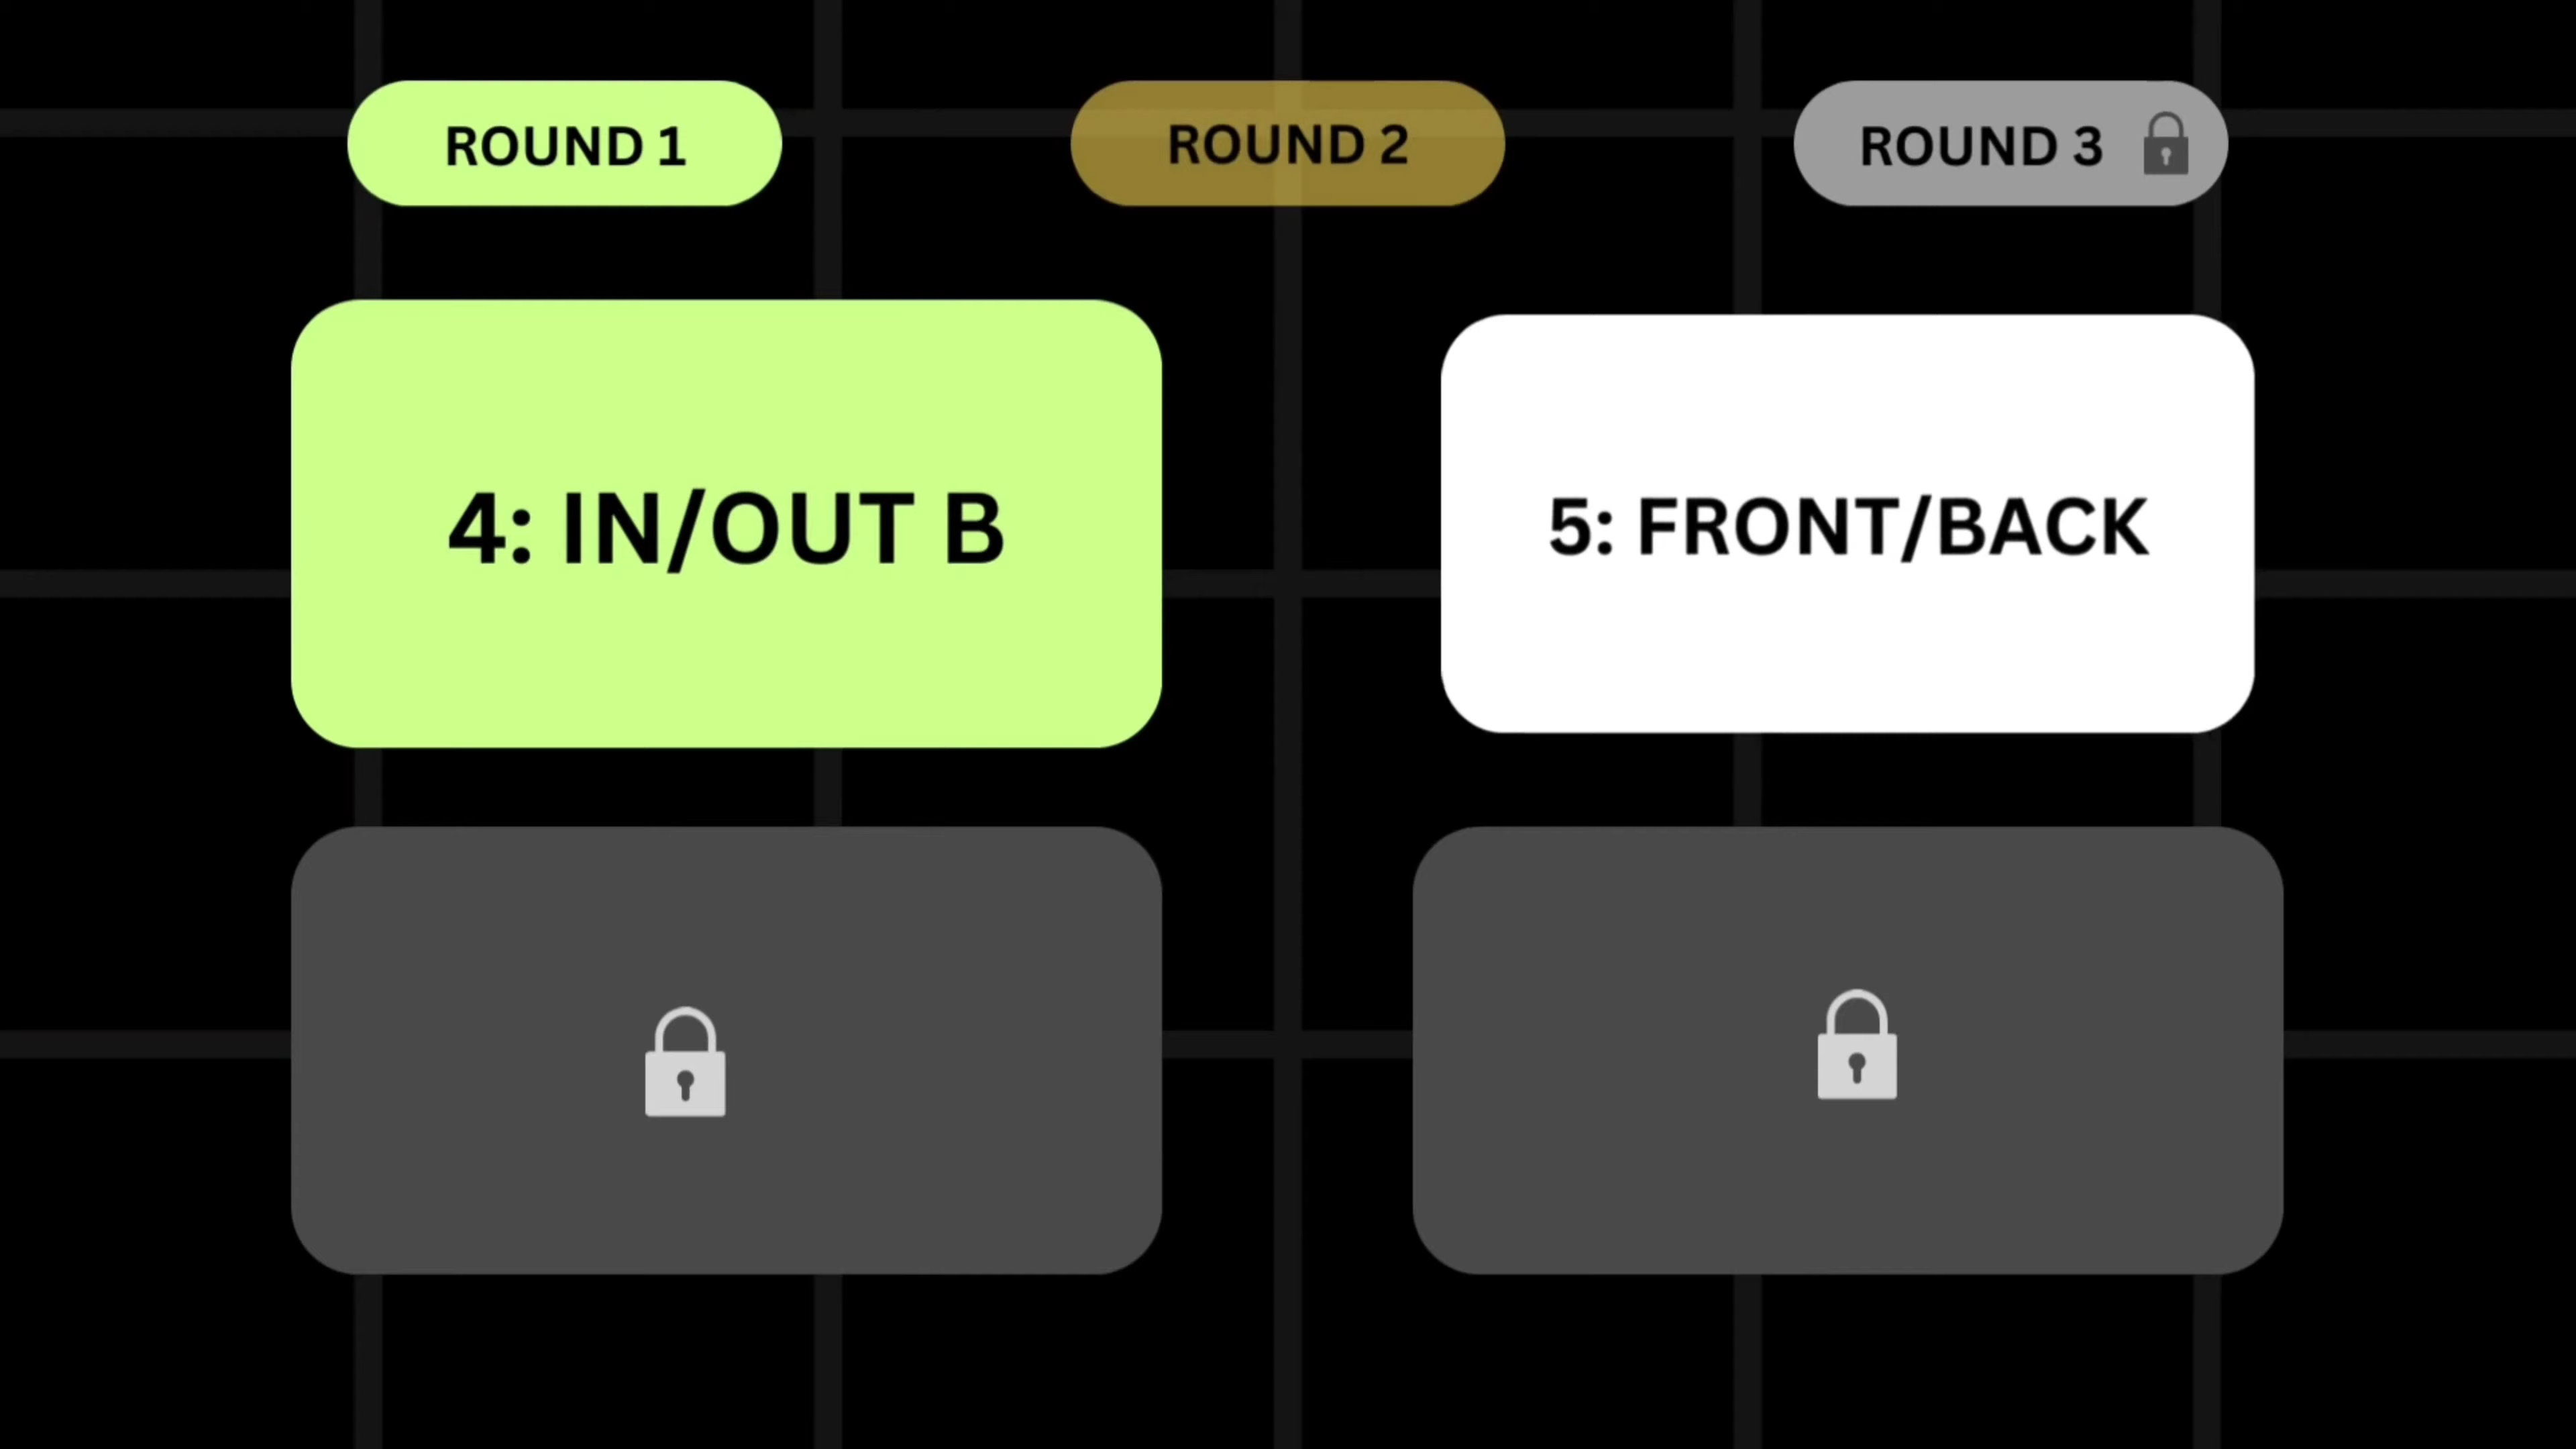 ROUND 1
ROUND 2
ROUND 3
4: IN/OUT B
5: FRONT/BACK